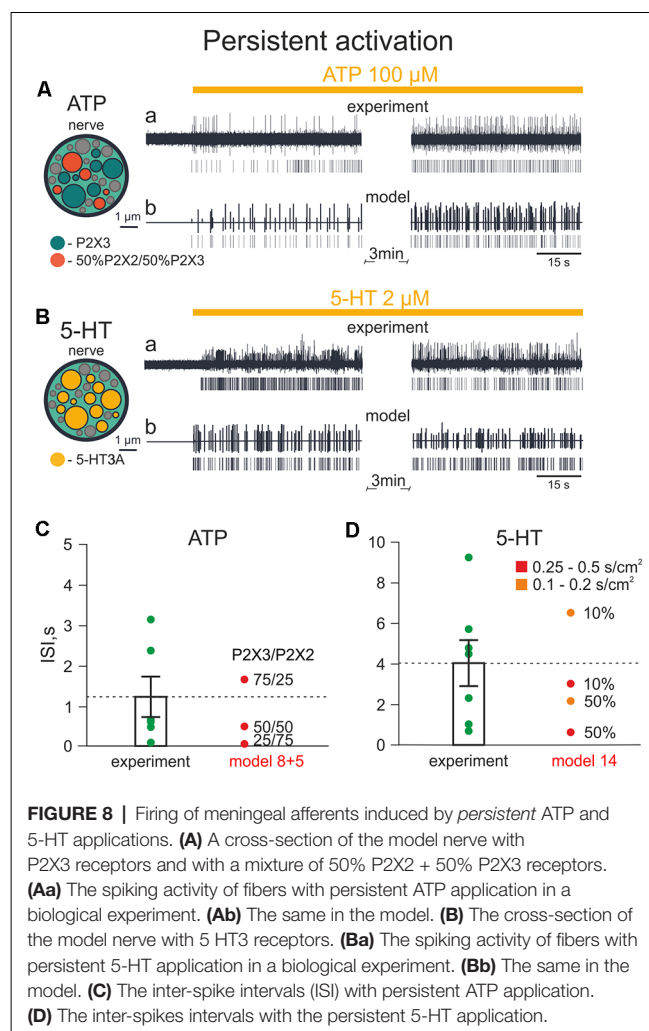 Persistent activation
ATP 100 µM
A
ATP
nerve
a
experiment
b
model
1 µm
3min
15 s
- P2X3
- 50%P2X2/50%P2X3
5-HT 2 µM
B
5-HT
nerve
a
experiment
b
model
1 µm
3min
15 s
- 5-HT3A
C
ATP
5
4
3
2
1
0
ISI,s
P2X3/P2X2
75/25
50/50
25/75
experiment
model 8+5
D
5-HT
10
8
6
4
2
0
0.25 - 0.5 s/cm²
0.1 - 0.2 s/cm²
10%
10%
50%
50%
experiment
model 14
FIGURE 8 | Firing of meningeal afferents induced by persistent ATP and
5-HT applications. (A) A cross-section of the model nerve with
P2X3 receptors and with a mixture of 50% P2X2 + 50% P2X3 receptors.
(Aa) The spiking activity of fibers with persistent ATP application in a
biological experiment. (Ab) The same in the model. (B) The cross-section of
the model nerve with 5 HT3 receptors. (Ba) The spiking activity of fibers with
persistent 5-HT application in a biological experiment. (Bb) The same in the
model. (C) The inter-spike intervals (ISI) with persistent ATP application.
(D) The inter-spikes intervals with the persistent 5-HT application.